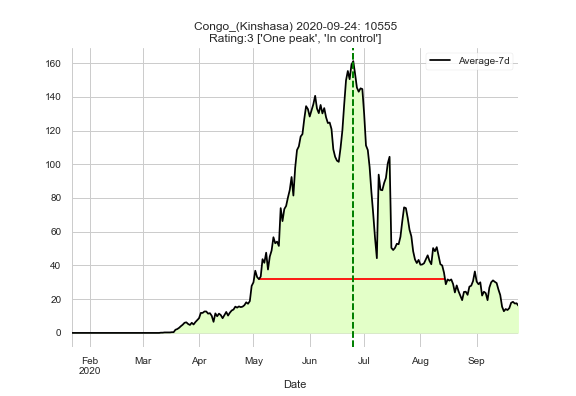 Congo_(Kinshasa) 2020-09-24: 10555
Rating:3 ['One peak', 'In control']
Average-7d
160
140
120
100
80
60
40
20
0
Feb Mar Apr May Jun Jul Aug Sep
2020
Date